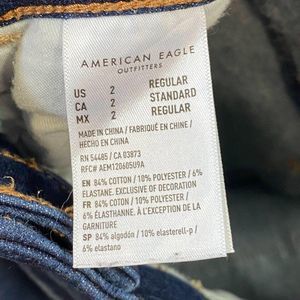 AMERICAN EAGLE
OUTFITTERS
US 2 REGULAR
CA 2 STANDARD
MX 2 REGULAR
MADE IN CHINA / FABRIQUÉ EN CHINE /
HECHO EN CHINA
RN 54485 / CA 03873
RFC# AEM120605U9A
EN 84% COTTON / 10% POLYESTER / 6%
ELASTANE. EXCLUSIVE OF DECORATION
FR 84% COTON / 10% POLYESTER /
6% ÉLASTHANNE. À L'EXCEPTION DE LA
GARNITURE
SP 84% algodón / 10% elasterell-p /
6% elastano